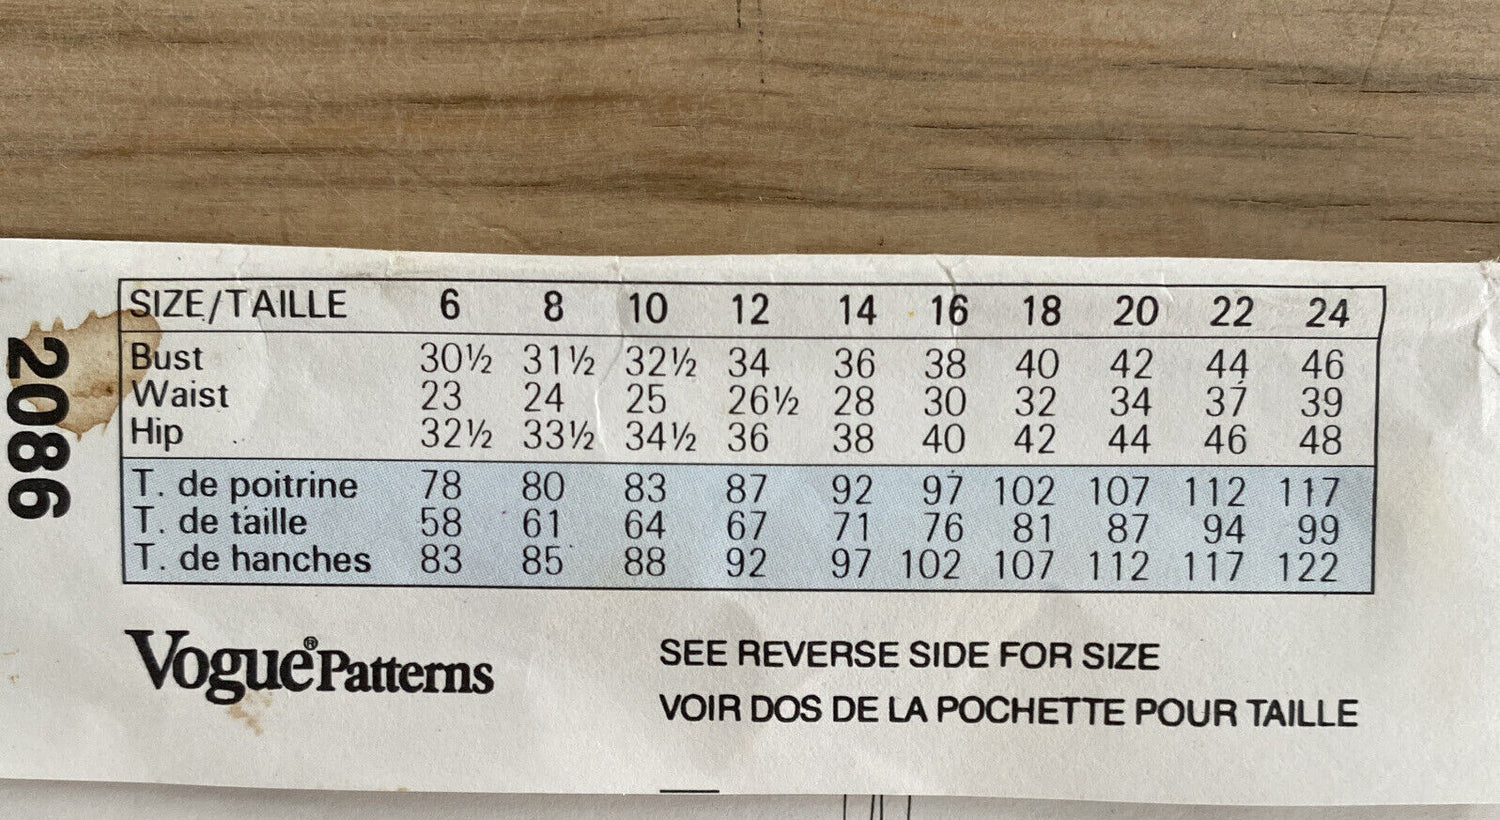 2086
SIZE/TAILLE 6 8 10 12 14 16 18 20 22 24
Bust 30½ 31½ 32½ 34 36 38 40 42 44 46
Waist 23 24 25 26½ 28 30 32 34 37 39
Hip 32½ 33½ 34½ 36 38 40 42 44 46 48
T. de poitrine 78 80 83 87 92 97 102 107 112 117
T. de taille 58 61 64 67 71 76 81 87 94 99
T. de hanches 83 85 88 92 97 102 107 112 117 122
Vogue® Patterns
SEE REVERSE SIDE FOR SIZE
VOIR DOS DE LA POCHETTE POUR TAILLE